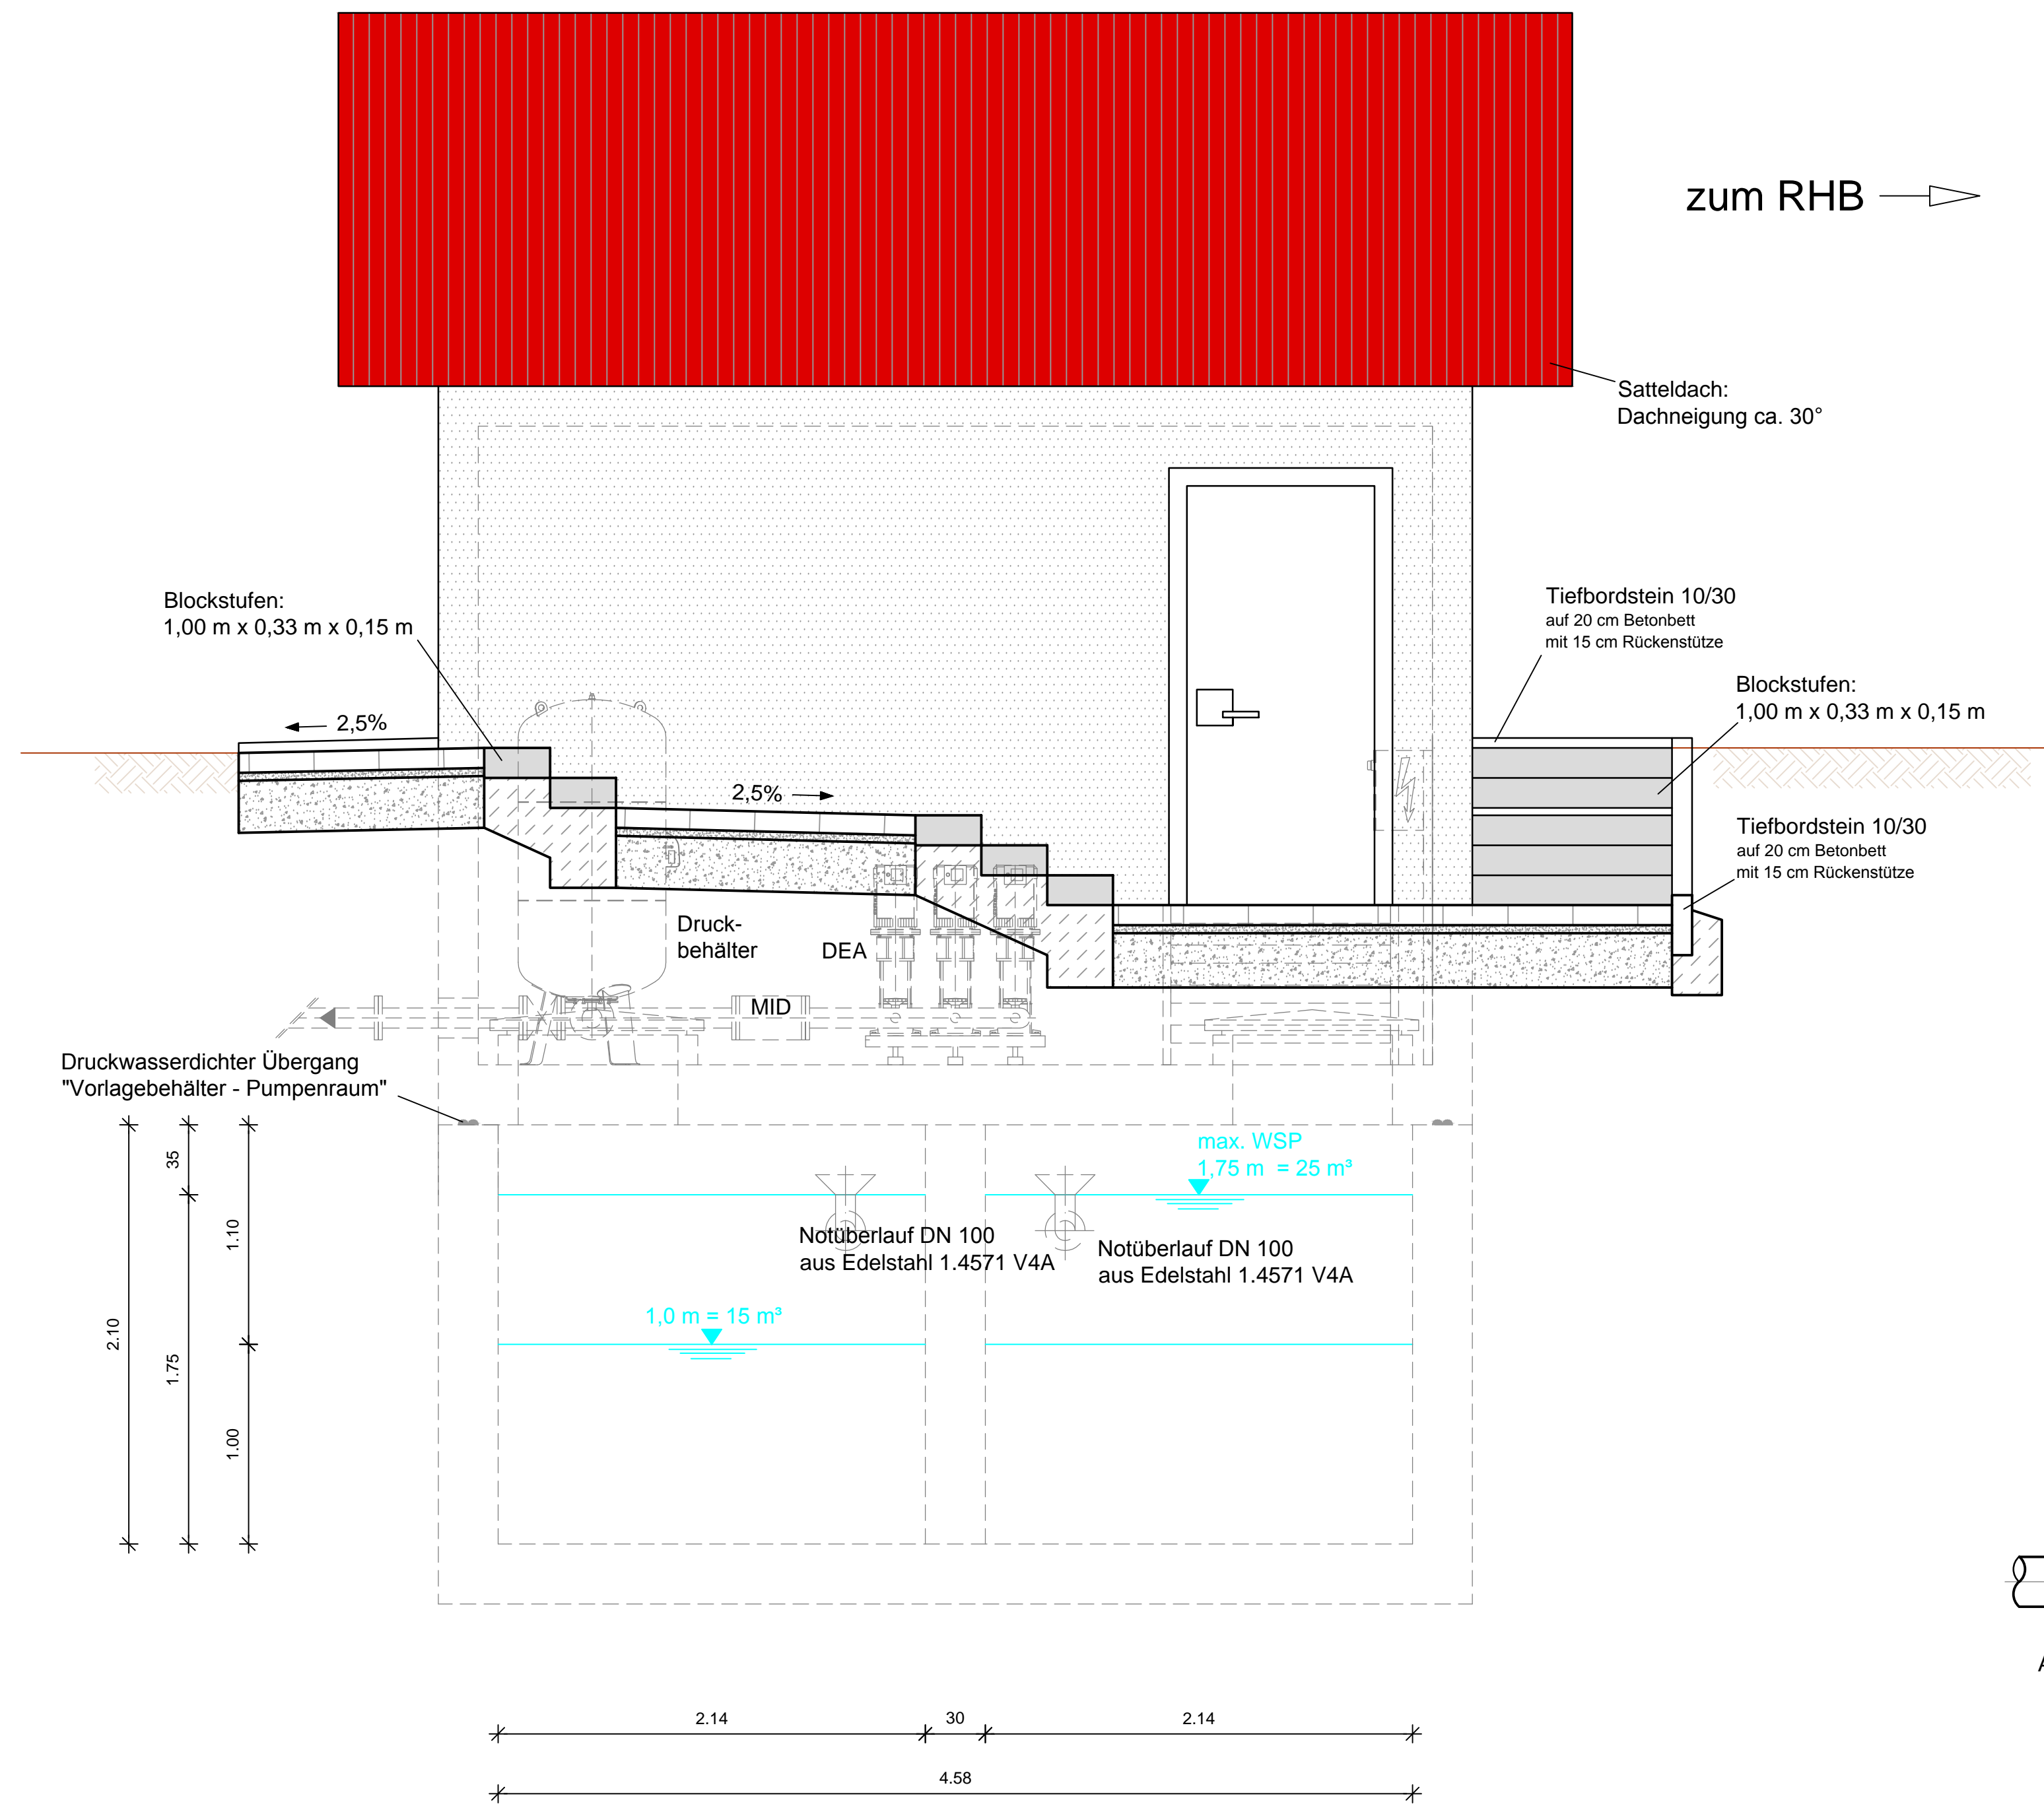 zum RHB
Satteldach:
Dachneigung ca. 30°
Blockstufen:
1,00 m x 0,33 m x 0,15 m
Tiefbordstein 10/30
auf 20 cm Betonbett
mit 15 cm Rückenstütze
Blockstufen:
1,00 m x 0,33 m x 0,15 m
2,5%
2,5%
Tiefbordstein 10/30
auf 20 cm Betonbett
mit 15 cm Rückenstütze
Druck-
behälter
DEA
MID
Druckwasserdichter Übergang
"Vorlagebehälter - Pumpenraum"
max. WSP
1,75 m = 25 m³
35
1.10
Notüberlauf DN 100
aus Edelstahl 1.4571 V4A
Notüberlauf DN 100
aus Edelstahl 1.4571 V4A
1,0 m = 15 m³
2.10
1.75
1.00
A
2.14
30
2.14
4.58